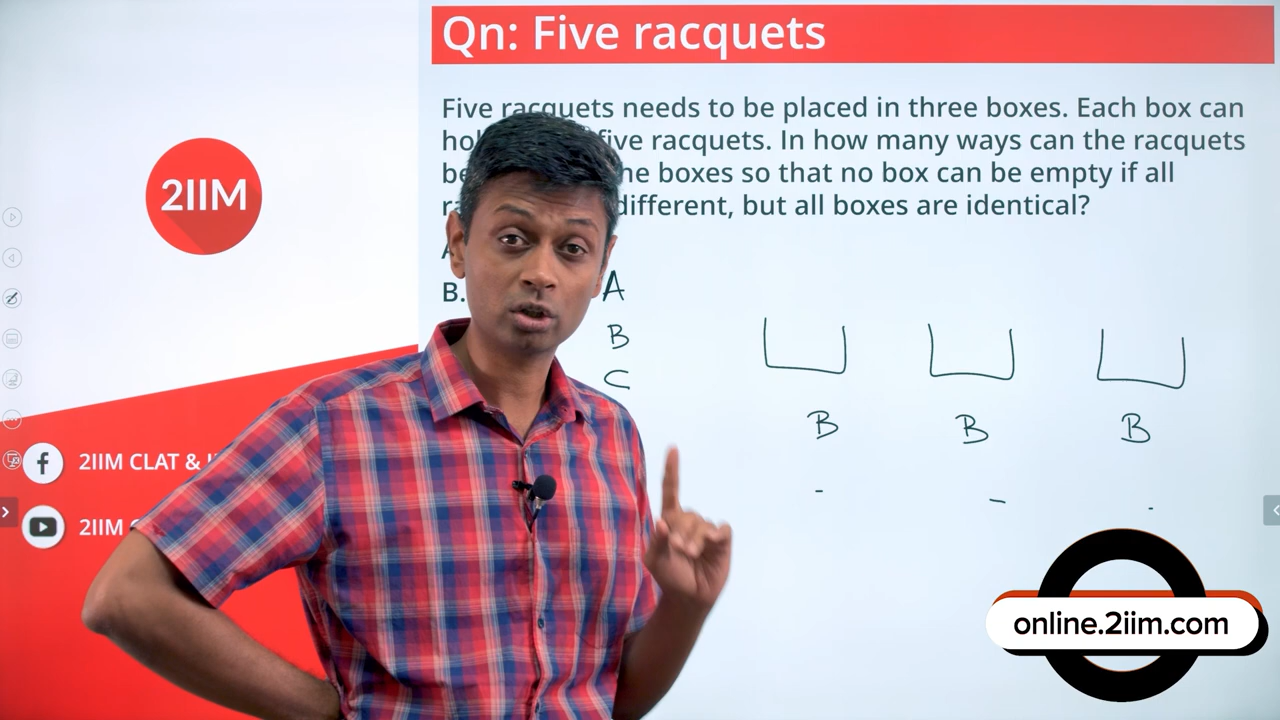 Qn: Five racquets
Five racquets needs to be placed in three boxes. Each box can
five racquets. In how many ways can the racquets
boxes so that no box can be empty if all
different, but all boxes are identical?
2IIM
B.
A
B
C
B B B
2IIM CLAT &
2IIM
online.2iim.com